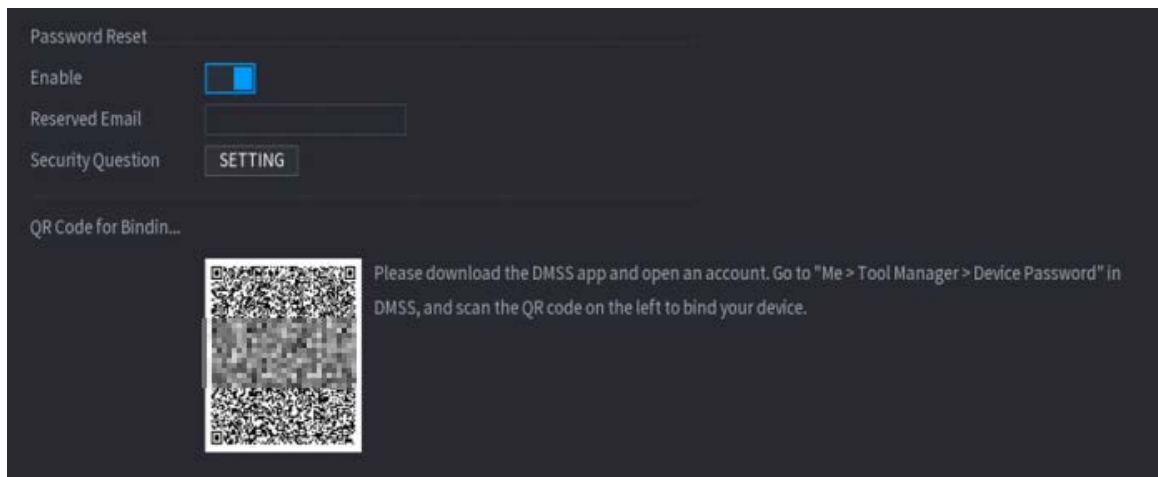 Password Reset
Enable
Reserved Email
Security Question SETTING
QR Code for Bindin...
Please download the DMSS app and open an account. Go to "Me > Tool Manager > Device Password" in
DMSS, and scan the QR code on the left to bind your device.